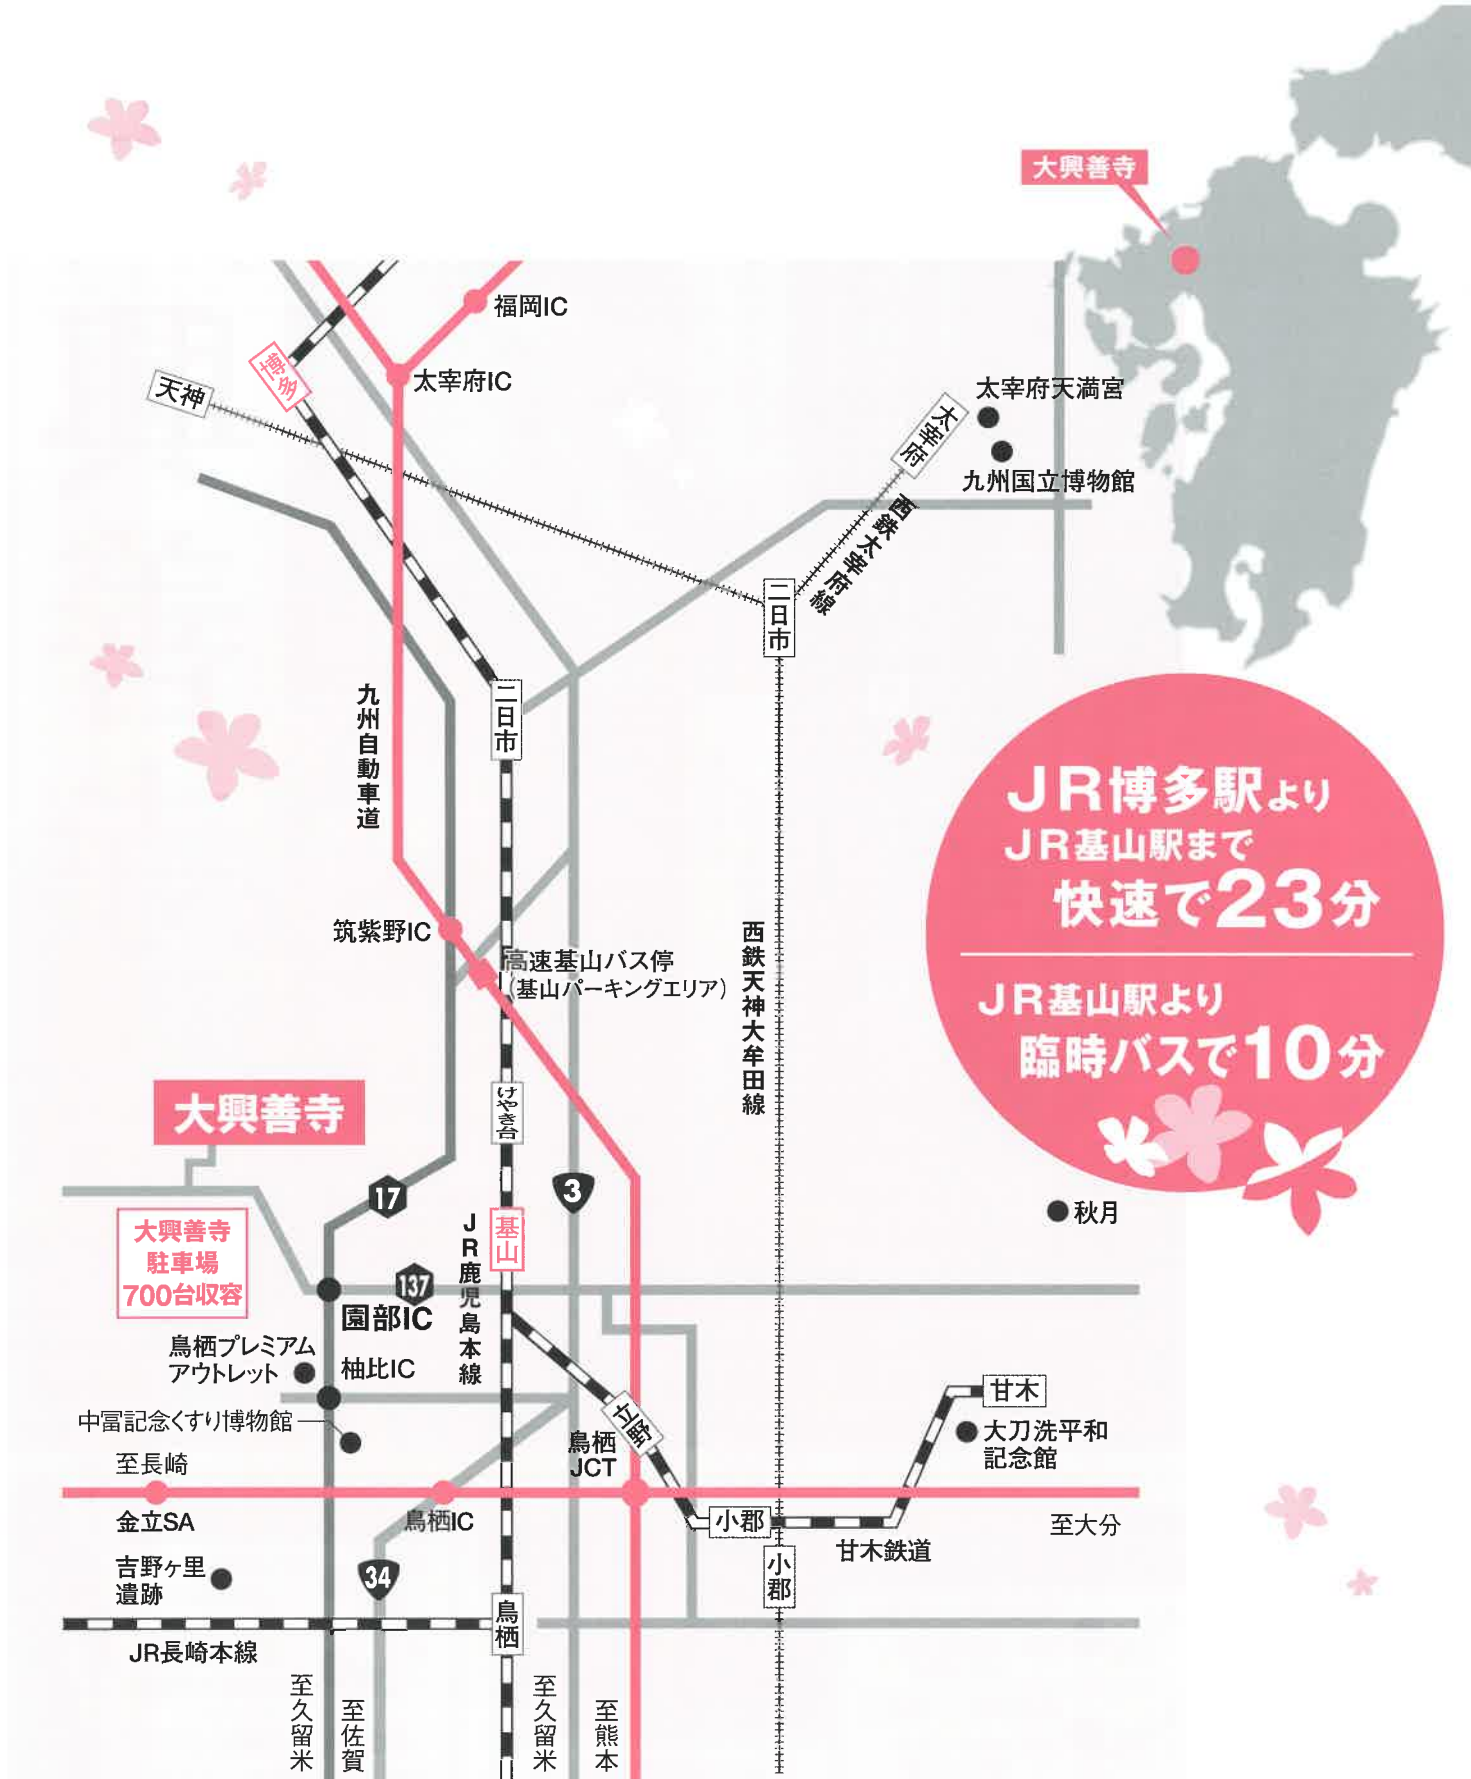 大興善寺
福岡IC
博多
太宰府IC
天神
太宰府天満宮
太宰府
九州国立博物館
西鉄太宰府線
二日市
二日市
九州自動車道
JR博多駅より
JR基山駅まで
快速で23分
JR基山駅より
臨時バスで10分
筑紫野IC
高速基山バス停
(基山パーキングエリア)
西鉄天神大牟田線
けやき台
大興善寺
17
3
秋月
大興善寺
駐車場
700台収容
基山
JR鹿児島本線
137
園部IC
鳥栖プレミアム
アウトレット
柚比IC
中冨記念くすり博物館
立野
甘木
大刀洗平和
記念館
鳥栖
JCT
至長崎
金立SA
鳥栖IC
小郡
至大分
甘木鉄道
小郡
吉野ヶ里
遺跡
34
鳥栖
JR長崎本線
至久留米
至佐賀
至久留米
至熊本